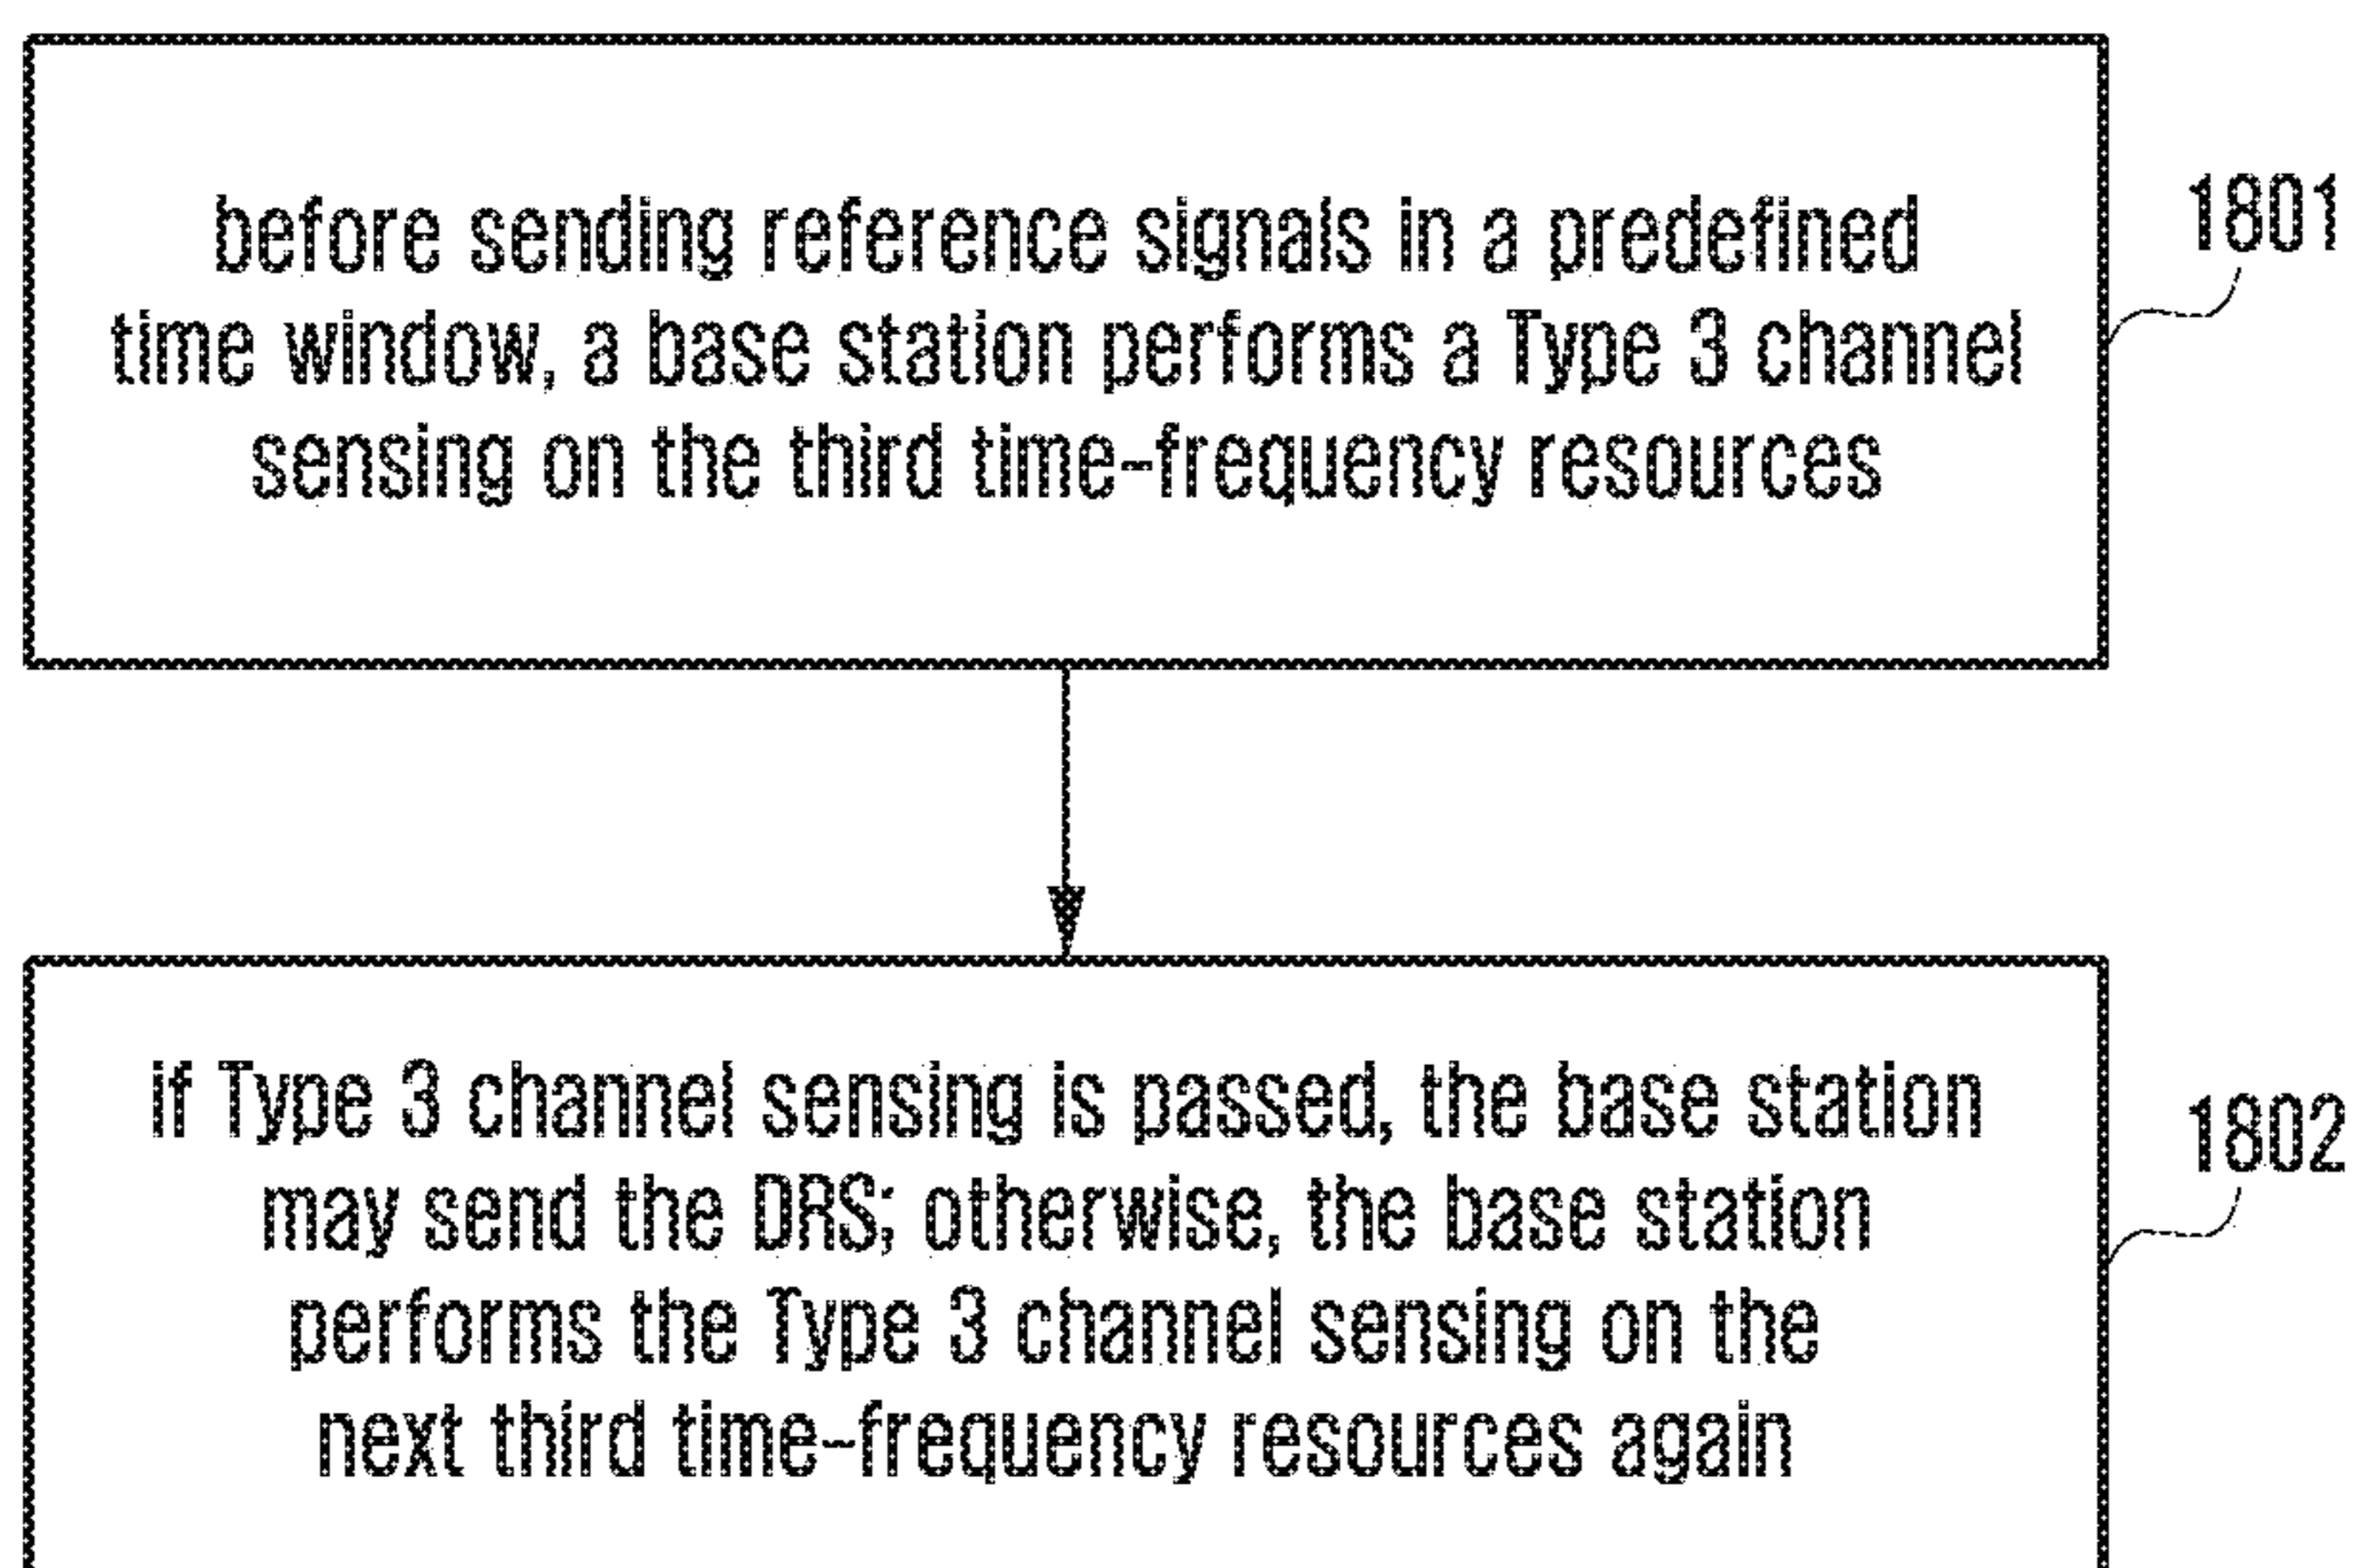 before sending reference signals in a predefined
time window, a base station performs a Type 3 channel
sensing on the third time-frequency resources
1801
if Type 3 channel sensing is passed, the base station
may send the DRS; otherwise, the base station
performs the Type 3 channel sensing on the
next third time-frequency resources again
1802